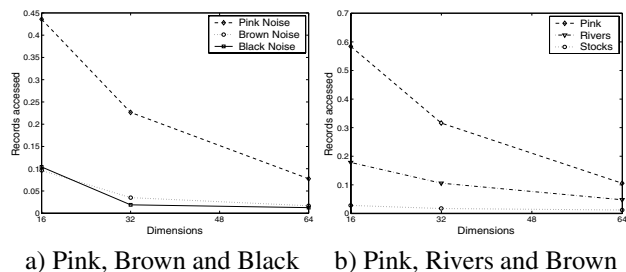 0.45
0.4
0.35
0.3
0.25
0.2
0.15
0.1
0.05
0
Records accessed
16 32 48 64
Dimensions
Pink Noise
Brown Noise
Black Noise
a) Pink, Brown and Black
0.7
0.6
0.5
0.4
0.3
0.2
0.1
0
Records accessed
16 32 48 64
Dimensions
Pink
Rivers
Stocks
b) Pink, Rivers and Brown